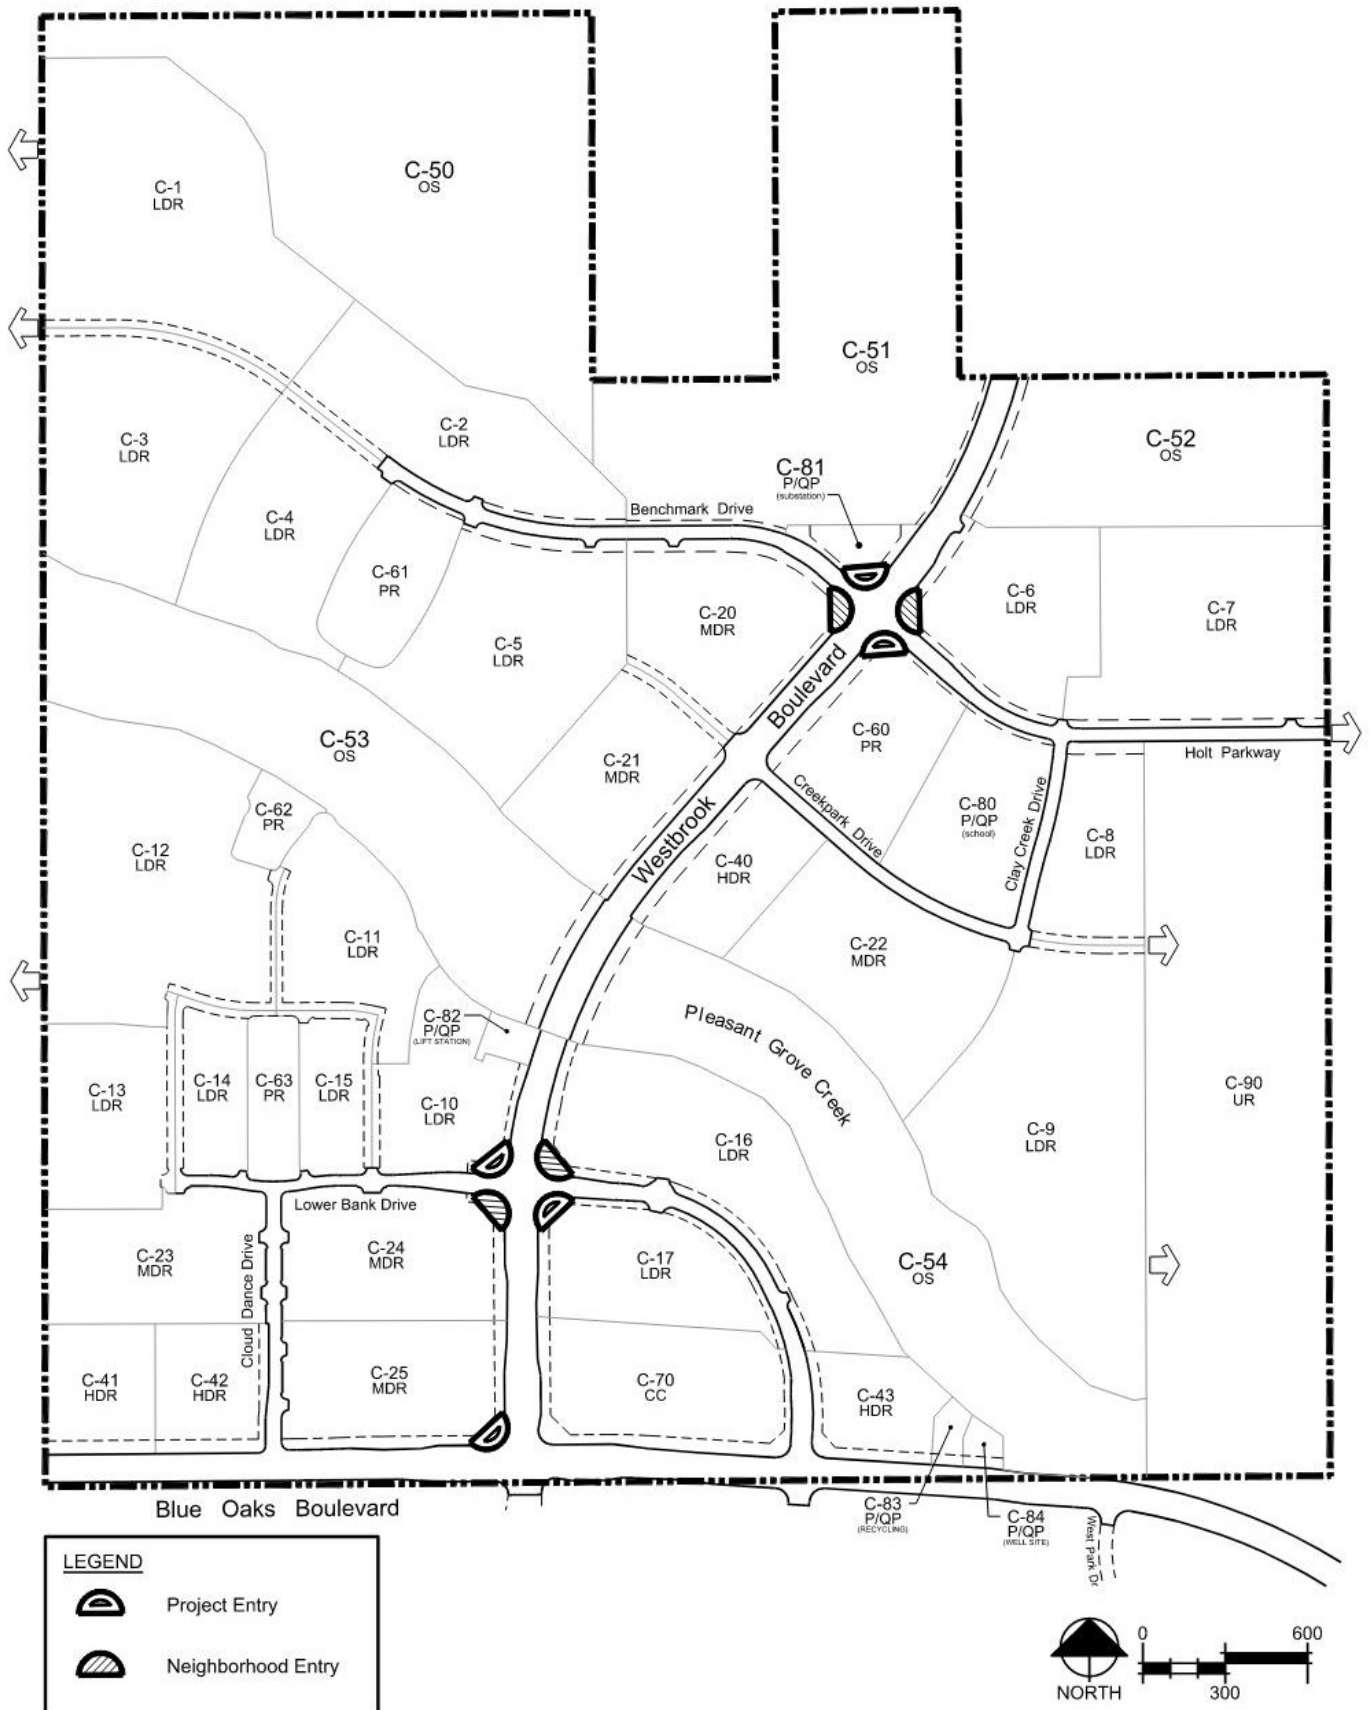 C-50
OS
C-1
LDR
C-51
OS
C-2
LDR
C-3
LDR
C-52
OS
C-81
P/QP
(substation)
Benchmark Drive
C-4
LDR
C-61
PR
C-6
LDR
C-7
LDR
C-20
MDR
C-5
LDR
Westbrook Boulevard
C-60
PR
C-53
OS
C-21
MDR
Holt Parkway
Creekpark Drive
C-80
P/QP
(school)
Clay Creek Drive
C-8
LDR
C-62
PR
C-12
LDR
C-40
HDR
C-11
LDR
C-22
MDR
C-82
P/QP
(LIFT STATION)
Pleasant Grove Creek
C-13
LDR
C-14
LDR
C-63
PR
C-15
LDR
C-10
LDR
C-90
UR
C-16
LDR
C-9
LDR
Lower Bank Drive
C-23
MDR
Cloud Dance Drive
C-24
MDR
C-17
LDR
C-54
OS
C-41
HDR
C-42
HDR
C-25
MDR
C-70
CC
C-43
HDR
Blue Oaks Boulevard
C-83
P/QP
(RECYCLING)
C-84
P/QP
(WELL SITE)
West Park Dr
LEGEND
Project Entry
Neighborhood Entry
NORTH
0
600
300